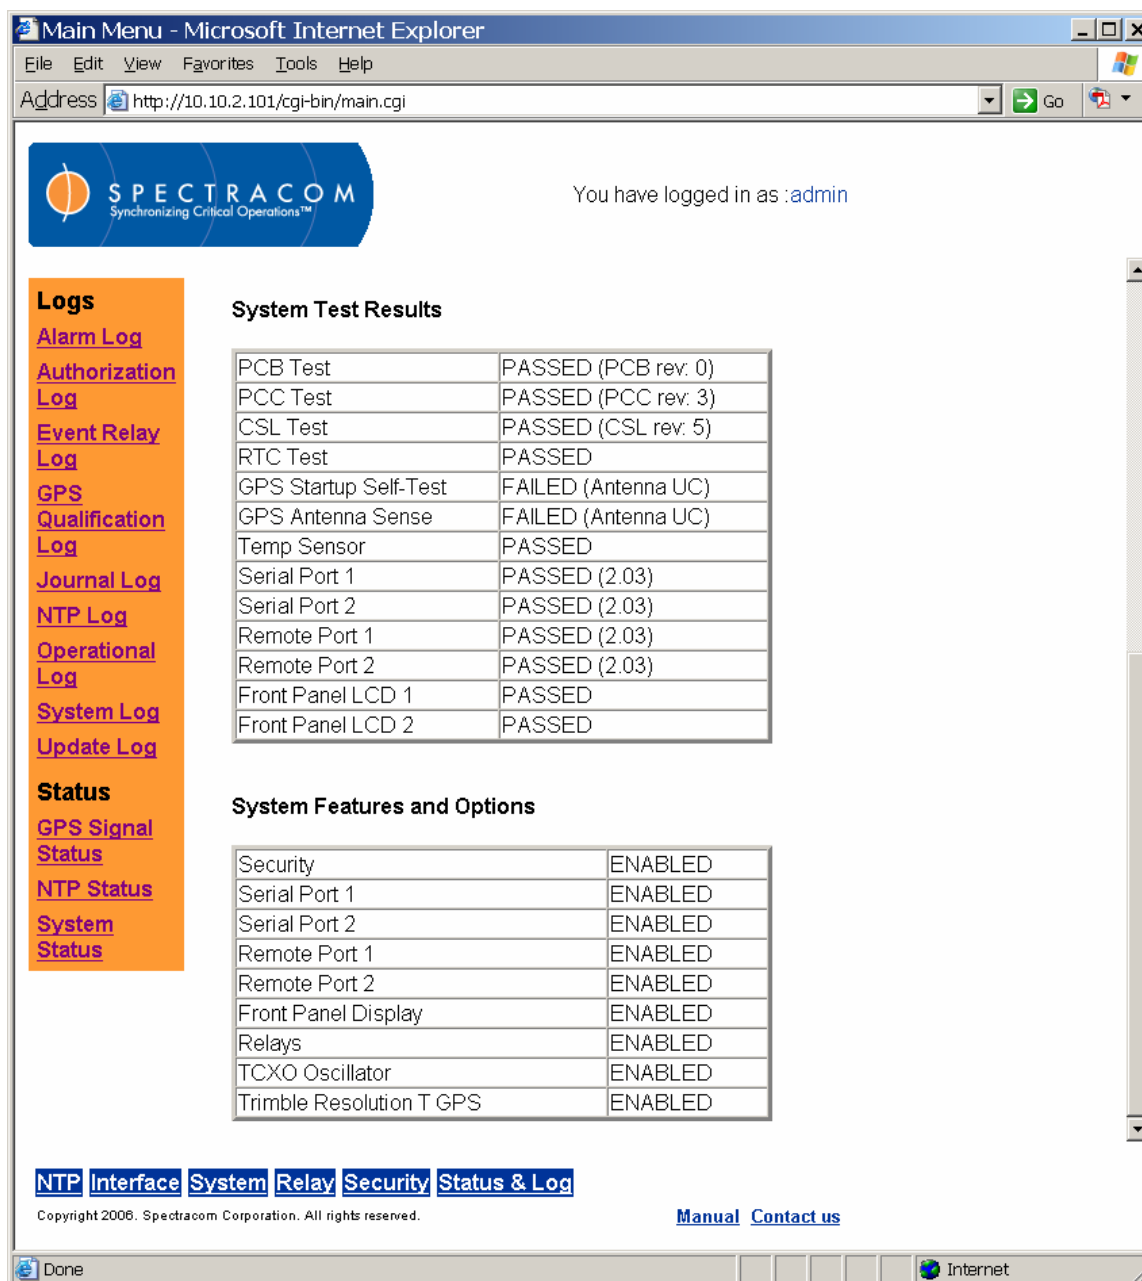 Main Menu - Microsoft Internet Explorer
File Edit View Favorites Tools Help
Address http://10.10.2.101/cgi-bin/main.cgi Go
SPECTRACOM
Synchronizing Critical Operations™
You have logged in as :admin
Logs
Alarm Log
Authorization
Log
Event Relay
Log
GPS
Qualification
Log
Journal Log
NTP Log
Operational
Log
System Log
Update Log
Status
GPS Signal
Status
NTP Status
System
Status
System Test Results
PCB Test PASSED (PCB rev: 0)
PCC Test PASSED (PCC rev: 3)
CSL Test PASSED (CSL rev: 5)
RTC Test PASSED
GPS Startup Self-Test FAILED (Antenna UC)
GPS Antenna Sense FAILED (Antenna UC)
Temp Sensor PASSED
Serial Port 1 PASSED (2.03)
Serial Port 2 PASSED (2.03)
Remote Port 1 PASSED (2.03)
Remote Port 2 PASSED (2.03)
Front Panel LCD 1 PASSED
Front Panel LCD 2 PASSED
System Features and Options
Security ENABLED
Serial Port 1 ENABLED
Serial Port 2 ENABLED
Remote Port 1 ENABLED
Remote Port 2 ENABLED
Front Panel Display ENABLED
Relays ENABLED
TCXO Oscillator ENABLED
Trimble Resolution T GPS ENABLED
NTP Interface System Relay Security Status & Log
Copyright 2006. Spectracom Corporation. All rights reserved.
Manual Contact us
Done Internet